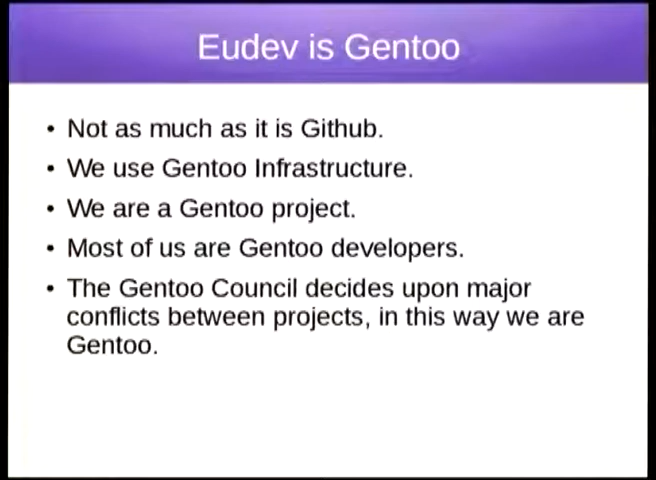 Eudev is Gentoo
• Not as much as it is Github.
• We use Gentoo Infrastructure.
• We are a Gentoo project.
• Most of us are Gentoo developers.
• The Gentoo Council decides upon major
conflicts between projects, in this way we are
Gentoo.